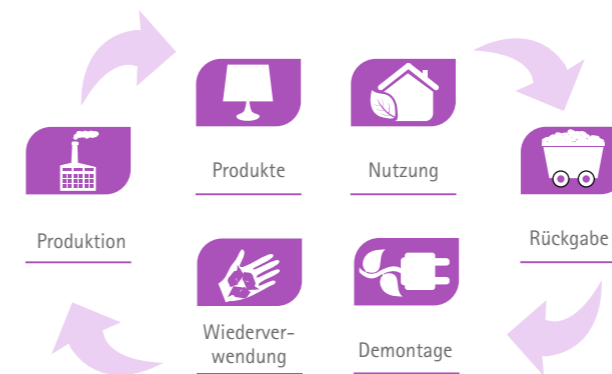 Produkte
Nutzung
Produktion
Rückgabe
Wiederver-
wendung
Demontage